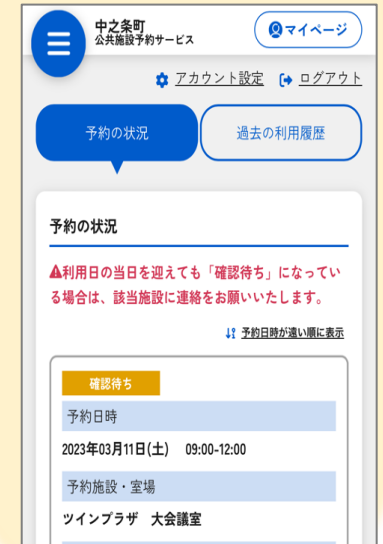 中之条町
公共施設予約サービス
マイページ
アカウント設定 ログアウト
予約の状況 過去の利用履歴
予約の状況
利用日の当日を迎えても「確認待ち」になってい
る場合は、該当施設に連絡をお願いいたします。
予約日時が遠い順に表示
確認待ち
予約日時
2023年03月11日(土) 09:00-12:00
予約施設・室場
ツインプラザ 大会議室